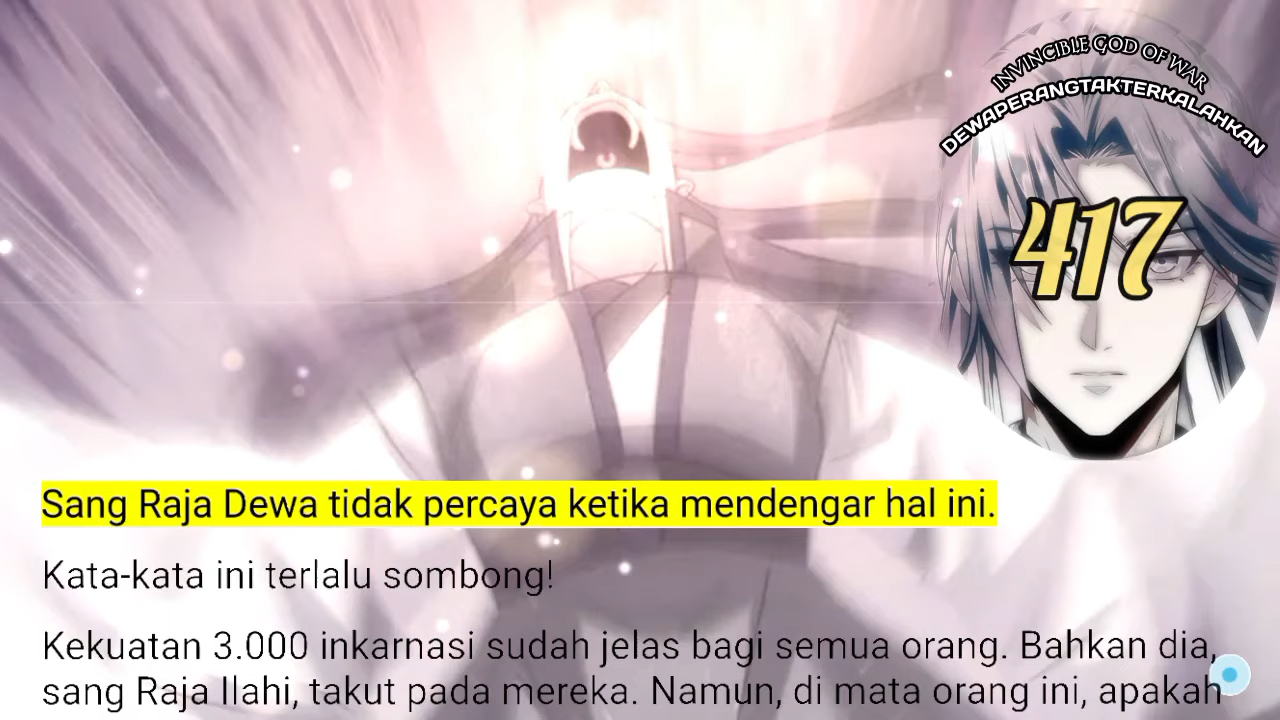 INVINCIBLE GOD OF WAR
DEWAPERANGTAKTERKALAHKAN
417
Sang Raja Dewa tidak percaya ketika mendengar hal ini.
Kata-kata ini terlalu sombong!
Kekuatan 3.000 inkarnasi sudah jelas bagi semua orang. Bahkan dia,
sang Raja Ilahi, takut pada mereka. Namun, di mata orang ini, apakah